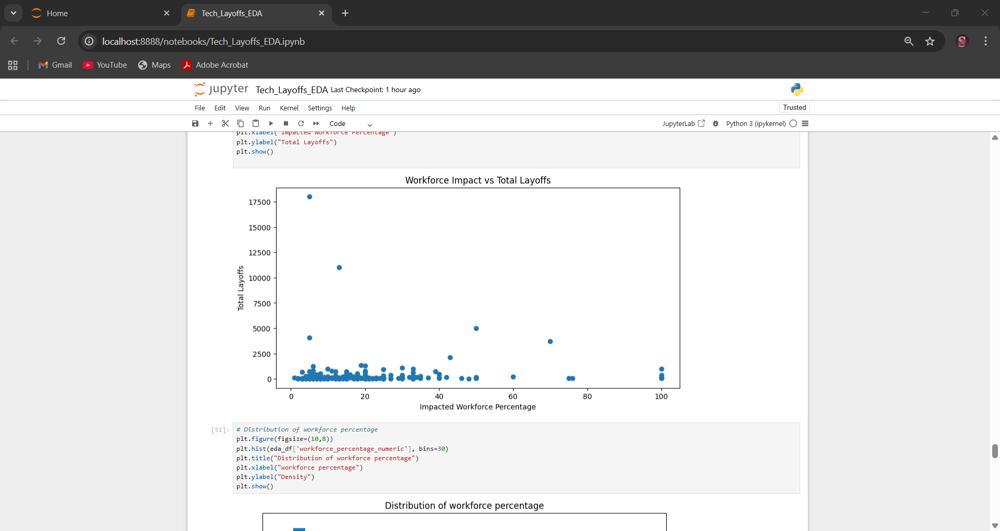 Home
Tech_Layoffs_EDA
localhost:8888/notebooks/Tech_Layoffs_EDA.ipynb
Gmail
YouTube
Maps
Adobe Acrobat
jupyter Tech_Layoffs_EDA Last Checkpoint: 1 hour ago
File Edit View Run Kernel Settings Help
Trusted
Code
JupyterLab
Python 3 (ipykernel)
plt.xlabel("Impacted Workforce Percentage")
plt.ylabel("Total Layoffs")
plt.show()
Workforce Impact vs Total Layoffs
17500
15000
12500
10000
7500
5000
2500
0
Total Layoffs
0 20 40 60 80 100
Impacted Workforce Percentage
[51]:
# Distribution of workforce percentage
plt.figure(figsize=(10,8))
plt.hist(eda_df['workforce_percentage_numeric'], bins=30)
plt.title("Distribution of workforce percentage")
plt.xlabel("workforce percentage")
plt.ylabel("Density")
plt.show()
Distribution of workforce percentage